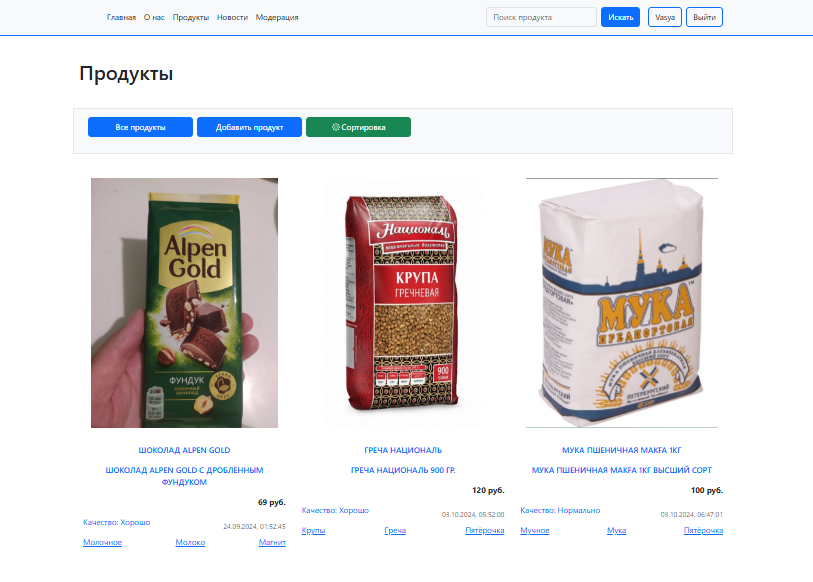 Главная О нас Продукты Новости Модерация Поиск продукта Искать Vasya Выйти
Продукты
Все продукты Добавить продукт Сортировка
Alpen
Gold
ФУНДУК
Националь
КРУПА
ГРЕЧНЕВАЯ
900
МУКА
МУКА
ПРЕДПОРТОВАЯ
ПЕТЕРБУРГСКИЙ
ШОКОЛАД ALPEN GOLD
ШОКОЛАД ALPEN GOLD С ДРОБЛЕННЫМ
ФУНДУКОМ
69 руб.
Качество: Хорошо
24.09.2024, 01:52:45
Молочное Молоко Магнит
ГРЕЧА НАЦИОНАЛЬ
ГРЕЧА НАЦИОНАЛЬ 900 ГР.
120 руб.
Качество: Хорошо
03.10.2024, 05:52:00
Крупы Греча Пятёрочка
МУКА ПШЕНИЧНАЯ MAKFA 1КГ
МУКА ПШЕНИЧНАЯ MAKFA 1КГ ВЫСШИЙ СОРТ
100 руб.
Качество: Нормально
03.10.2024, 06:47:01
Мучное Мука Пятёрочка